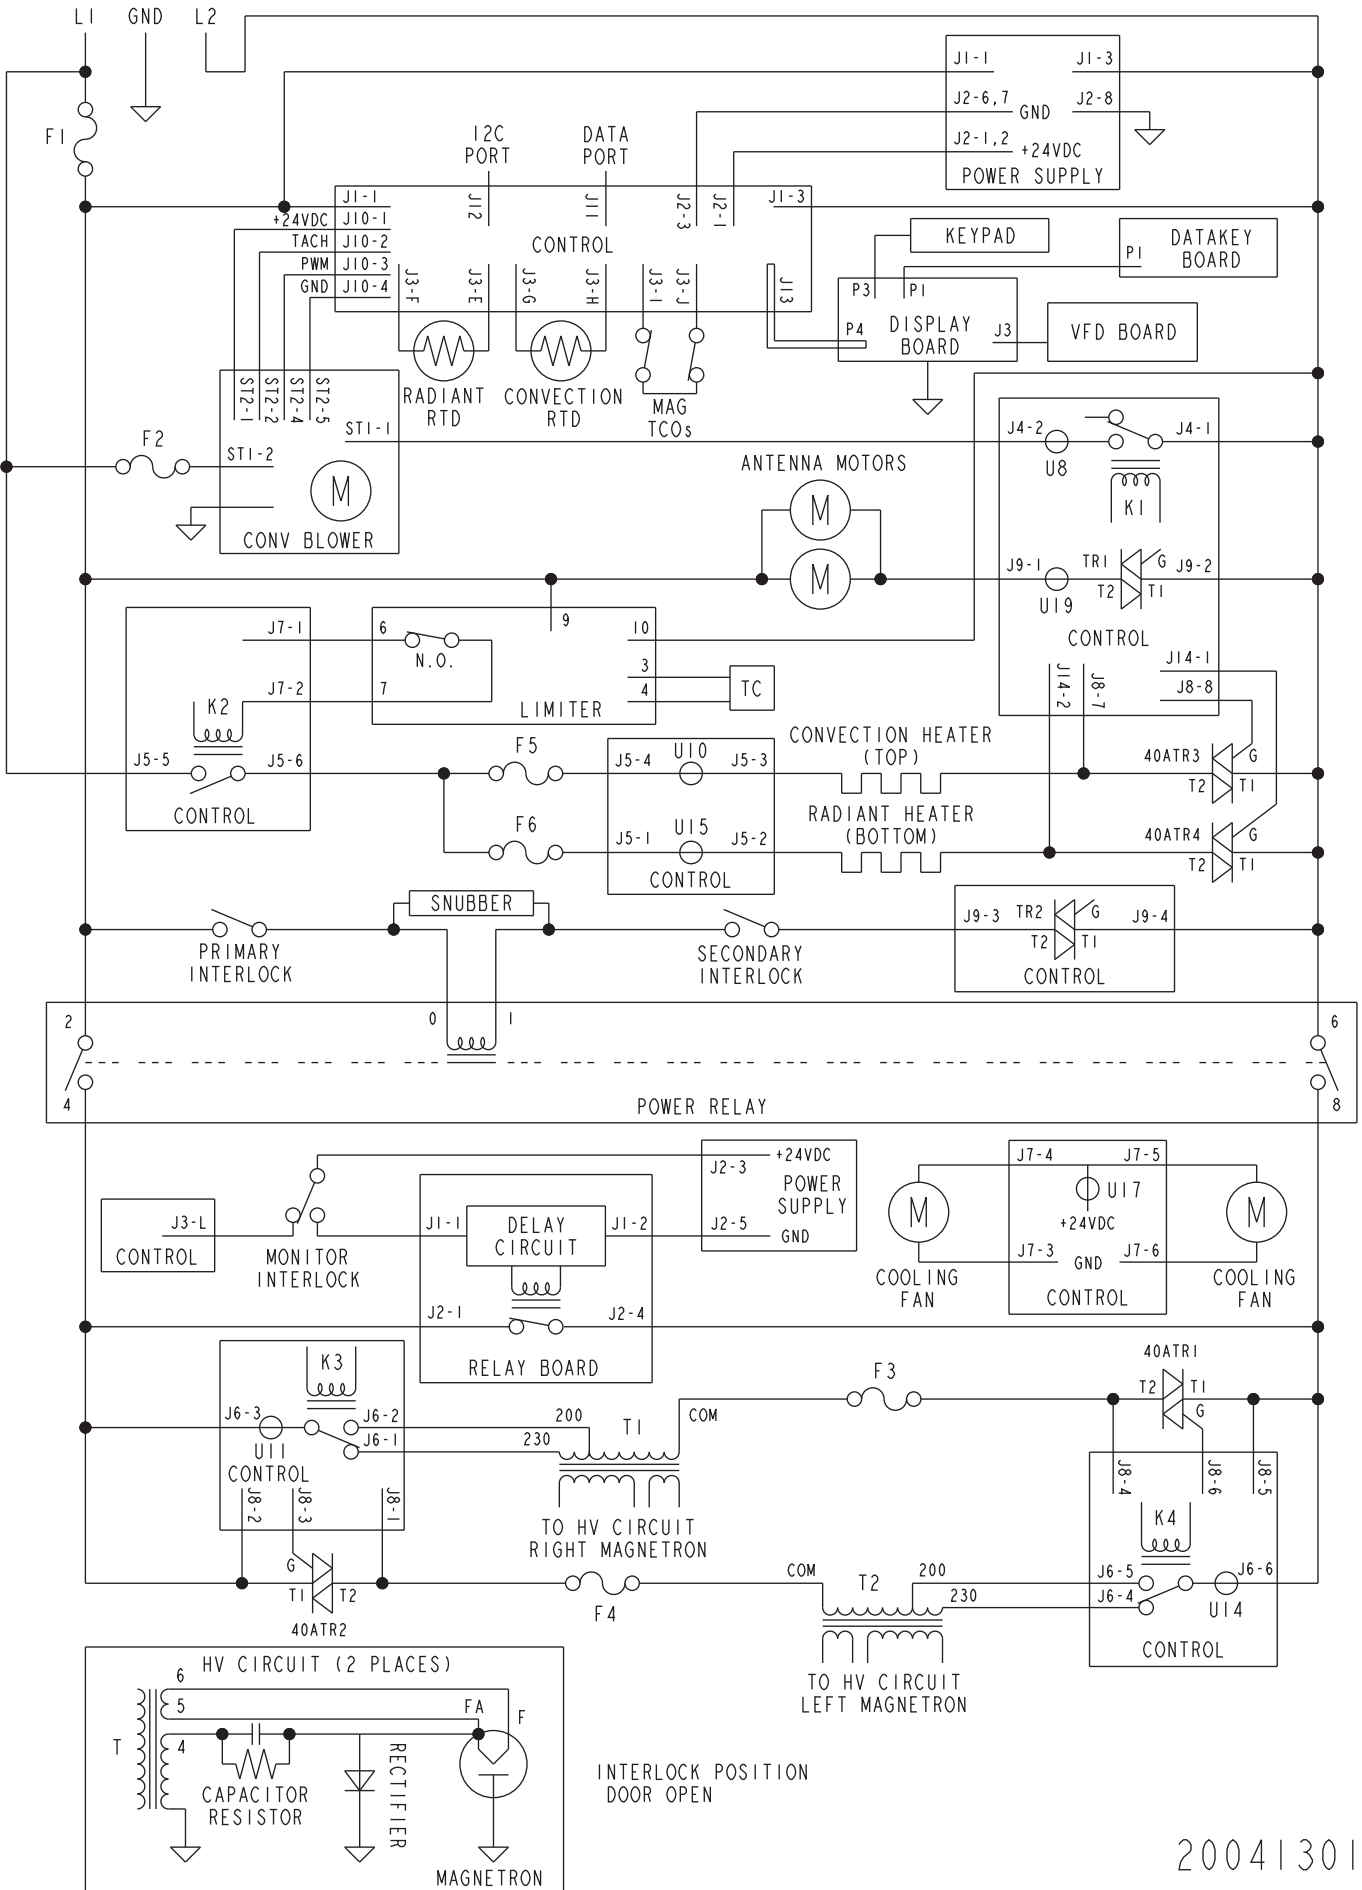 L1
GND
L2
F1
J1-1
J1-3
J2-6,7
GND
J2-8
J2-1,2
+24VDC
POWER SUPPLY
I2C
PORT
DATA
PORT
J1-1
J12
J11
J2-3
J2-1
J1-3
+24VDC
J10-1
TACH
J10-2
PWM
J10-3
GND
J10-4
CONTROL
J3-F
J3-E
J3-G
J3-H
J3-I
J3-J
J13
KEYPAD
DATAKEY
BOARD
P1
P3
P1
P4
DISPLAY
BOARD
J3
VFD BOARD
RADIANT
RTD
CONVECTION
RTD
MAG
TCOs
ST2-1
ST2-2
ST2-4
ST2-5
ST1-1
F2
ST1-2
M
CONV BLOWER
ANTENNA MOTORS
M
M
J4-2
U8
J4-1
K1
J9-1
TR1
G
J9-2
T2
T1
U19
CONTROL
J14-1
J8-8
J14-2
J8-7
J7-1
6
N.O.
9
10
3
4
TC
J7-2
7
LIMITER
K2
J5-5
J5-6
CONTROL
F5
J5-4
U10
J5-3
CONVECTION HEATER
(TOP)
40ATR3
G
T2
T1
F6
J5-1
U15
J5-2
CONTROL
RADIANT HEATER
(BOTTOM)
40ATR4
G
T2
T1
SNUBBER
PRIMARY
INTERLOCK
SECONDARY
INTERLOCK
J9-3
TR2
G
J9-4
T2
T1
CONTROL
2
0
1
6
4
POWER RELAY
8
J3-L
CONTROL
MONITOR
INTERLOCK
J1-1
DELAY
CIRCUIT
J1-2
J2-3
+24VDC
POWER
SUPPLY
J2-5
GND
J2-1
J2-4
RELAY BOARD
M
COOLING
FAN
J7-4
J7-5
U17
+24VDC
J7-3
GND
J7-6
CONTROL
M
COOLING
FAN
K3
J6-3
J6-2
J6-1
U11
CONTROL
J8-2
J8-3
J8-1
200
230
T1
COM
TO HV CIRCUIT
RIGHT MAGNETRON
F3
40ATR1
T2
T1
G
J8-4
J8-6
J8-5
K4
J6-5
J6-4
J6-6
U14
CONTROL
G
T1
T2
40ATR2
F4
COM
T2
200
230
TO HV CIRCUIT
LEFT MAGNETRON
HV CIRCUIT (2 PLACES)
6
5
4
T
FA
F
CAPACITOR
RESISTOR
RECTIFIER
MAGNETRON
INTERLOCK POSITION
DOOR OPEN
20041301